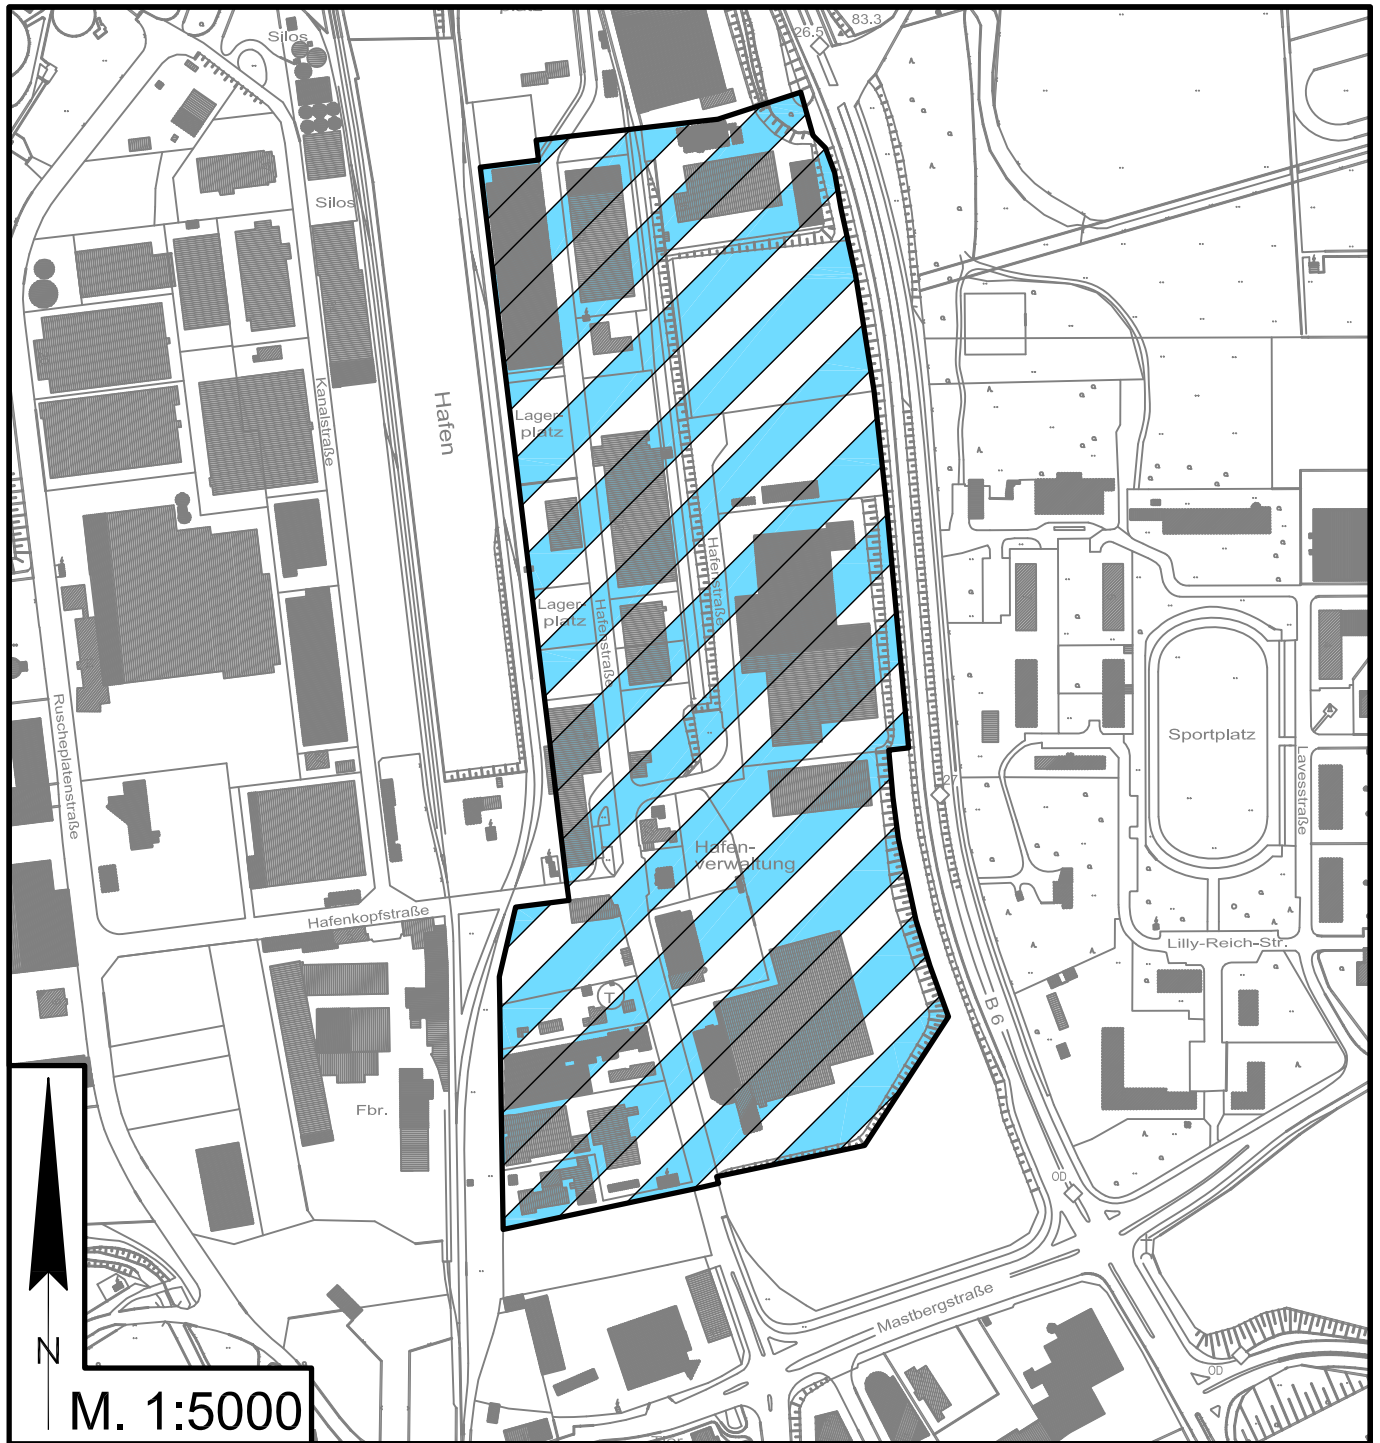 platz
83.3
26.5
Silos
Silos
Hafen
Kanalstraße
Lager-
platz
Hafenstraße
Lager-
platz
Hafenstraße
Ruscheplatenstraße
Sportplatz
Lavesstraße
27
Hafen-
verwaltung
Hafenkopfstraße
Lilly-Reich-Str.
T
B 6
Fbr.
OD
Mastbergstraße
OD
N
M. 1:5000